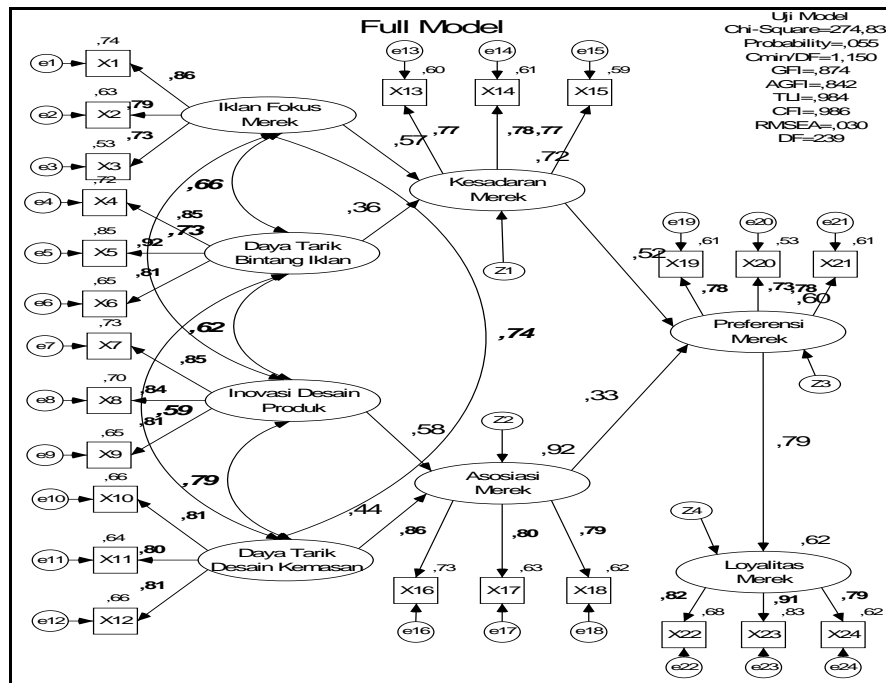 Full Model
Uji Model
Chi-Square=274,83
Probability=,055
Cmin/DF=1,150
GFI=,874
AGFI=,842
TLI=,984
CFI=,986
RMSEA=,030
DF=239
,74
e1
X1
,86
,63
e2
X2
,79
,53
e3
X3
,73
Iklan Fokus
Merek
,72
e4
X4
,85
,85
e5
X5
,92
,65
e6
X6
,81
Daya Tarik
Bintang Iklan
,73
e7
X7
,85
,70
e8
X8
,84
,65
e9
X9
,81
Inovasi Desain
Produk
,66
e10
X10
,81
,64
e11
X11
,80
,66
e12
X12
,81
Daya Tarik
Desain Kemasan
,66
,73
,62
,74
,59
,79
,57
,36
,58
,44
e13
e14
e15
,60
,61
,59
X13
X14
X15
,77
,78
,77
,72
Kesadaran
Merek
Z1
,52
,33
Z2
,92
Asosiasi
Merek
,86
,80
,79
,73
,63
,62
X16
X17
X18
e16
e17
e18
e19
e20
e21
,61
,53
,61
X19
X20
X21
,78
,73
,78
,60
Preferensi
Merek
Z3
,79
Z4
,62
Loyalitas
Merek
,82
,91
,79
,68
,83
,62
X22
X23
X24
e22
e23
e24